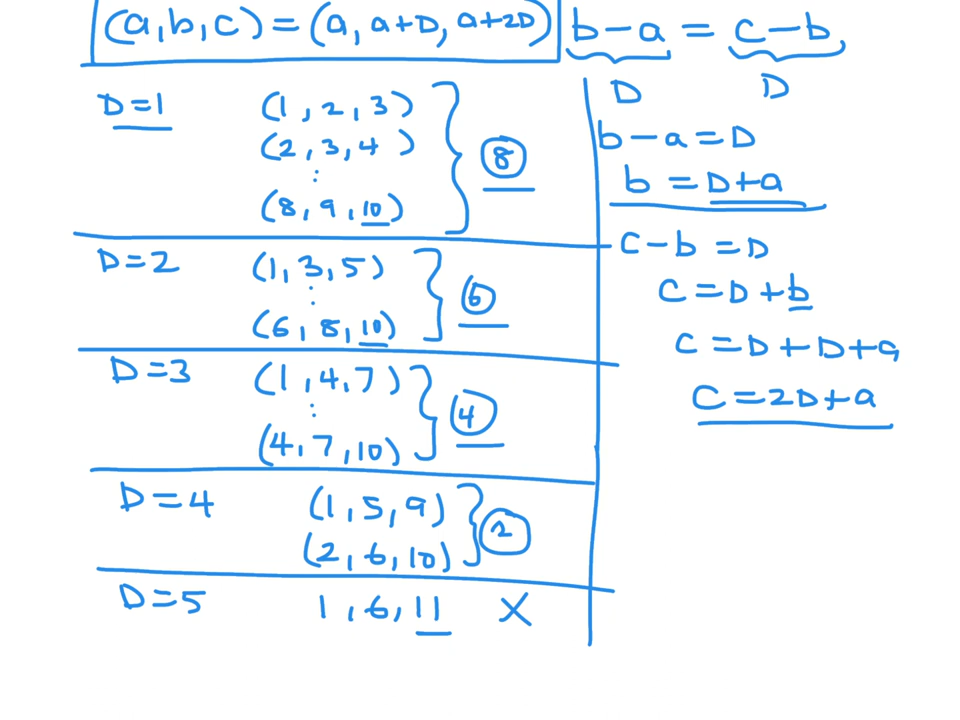 (a,b,c) = (a, a+D, a+2D)
D=1 (1, 2, 3)
(2, 3, 4)
⋮ 8
(8, 9, 10)
D=2 (1, 3, 5)
⋮ 6
(6, 8, 10)
D=3 (1, 4, 7)
⋮ 4
(4, 7, 10)
D=4 (1, 5, 9)
2
(2, 6, 10)
D=5 1, 6, 11 X
b-a = c-b
D D
b-a=D
b = D+a
c-b=D
c = D+b
c = D+D+a
c = 2D+a